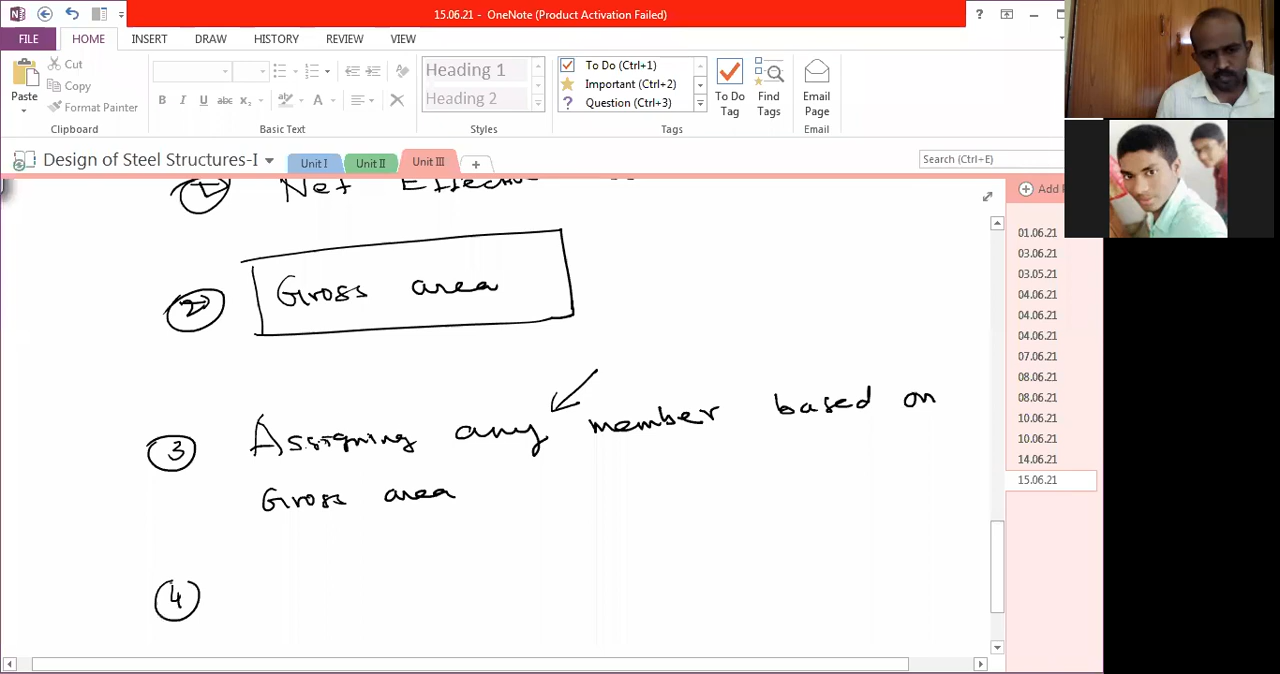 15.06.21 - OneNote (Product Activation Failed)
FILE HOME INSERT DRAW HISTORY REVIEW VIEW
Paste
Cut
Copy
Format Painter
Clipboard
B I U abc X₂ A
Basic Text
Heading 1
Heading 2
Styles
To Do (Ctrl+1)
Important (Ctrl+2)
Question (Ctrl+3)
Tags
To Do Tag
Find Tags
Email Page
Email
Design of Steel Structures-I
Unit I Unit II Unit III
Search (Ctrl+E)
Add
Net Effective
2 Gross area
3 Assigning any member based on
Gross area
4
01.06.21
03.06.21
03.05.21
04.06.21
04.06.21
04.06.21
07.06.21
08.06.21
08.06.21
10.06.21
10.06.21
14.06.21
15.06.21